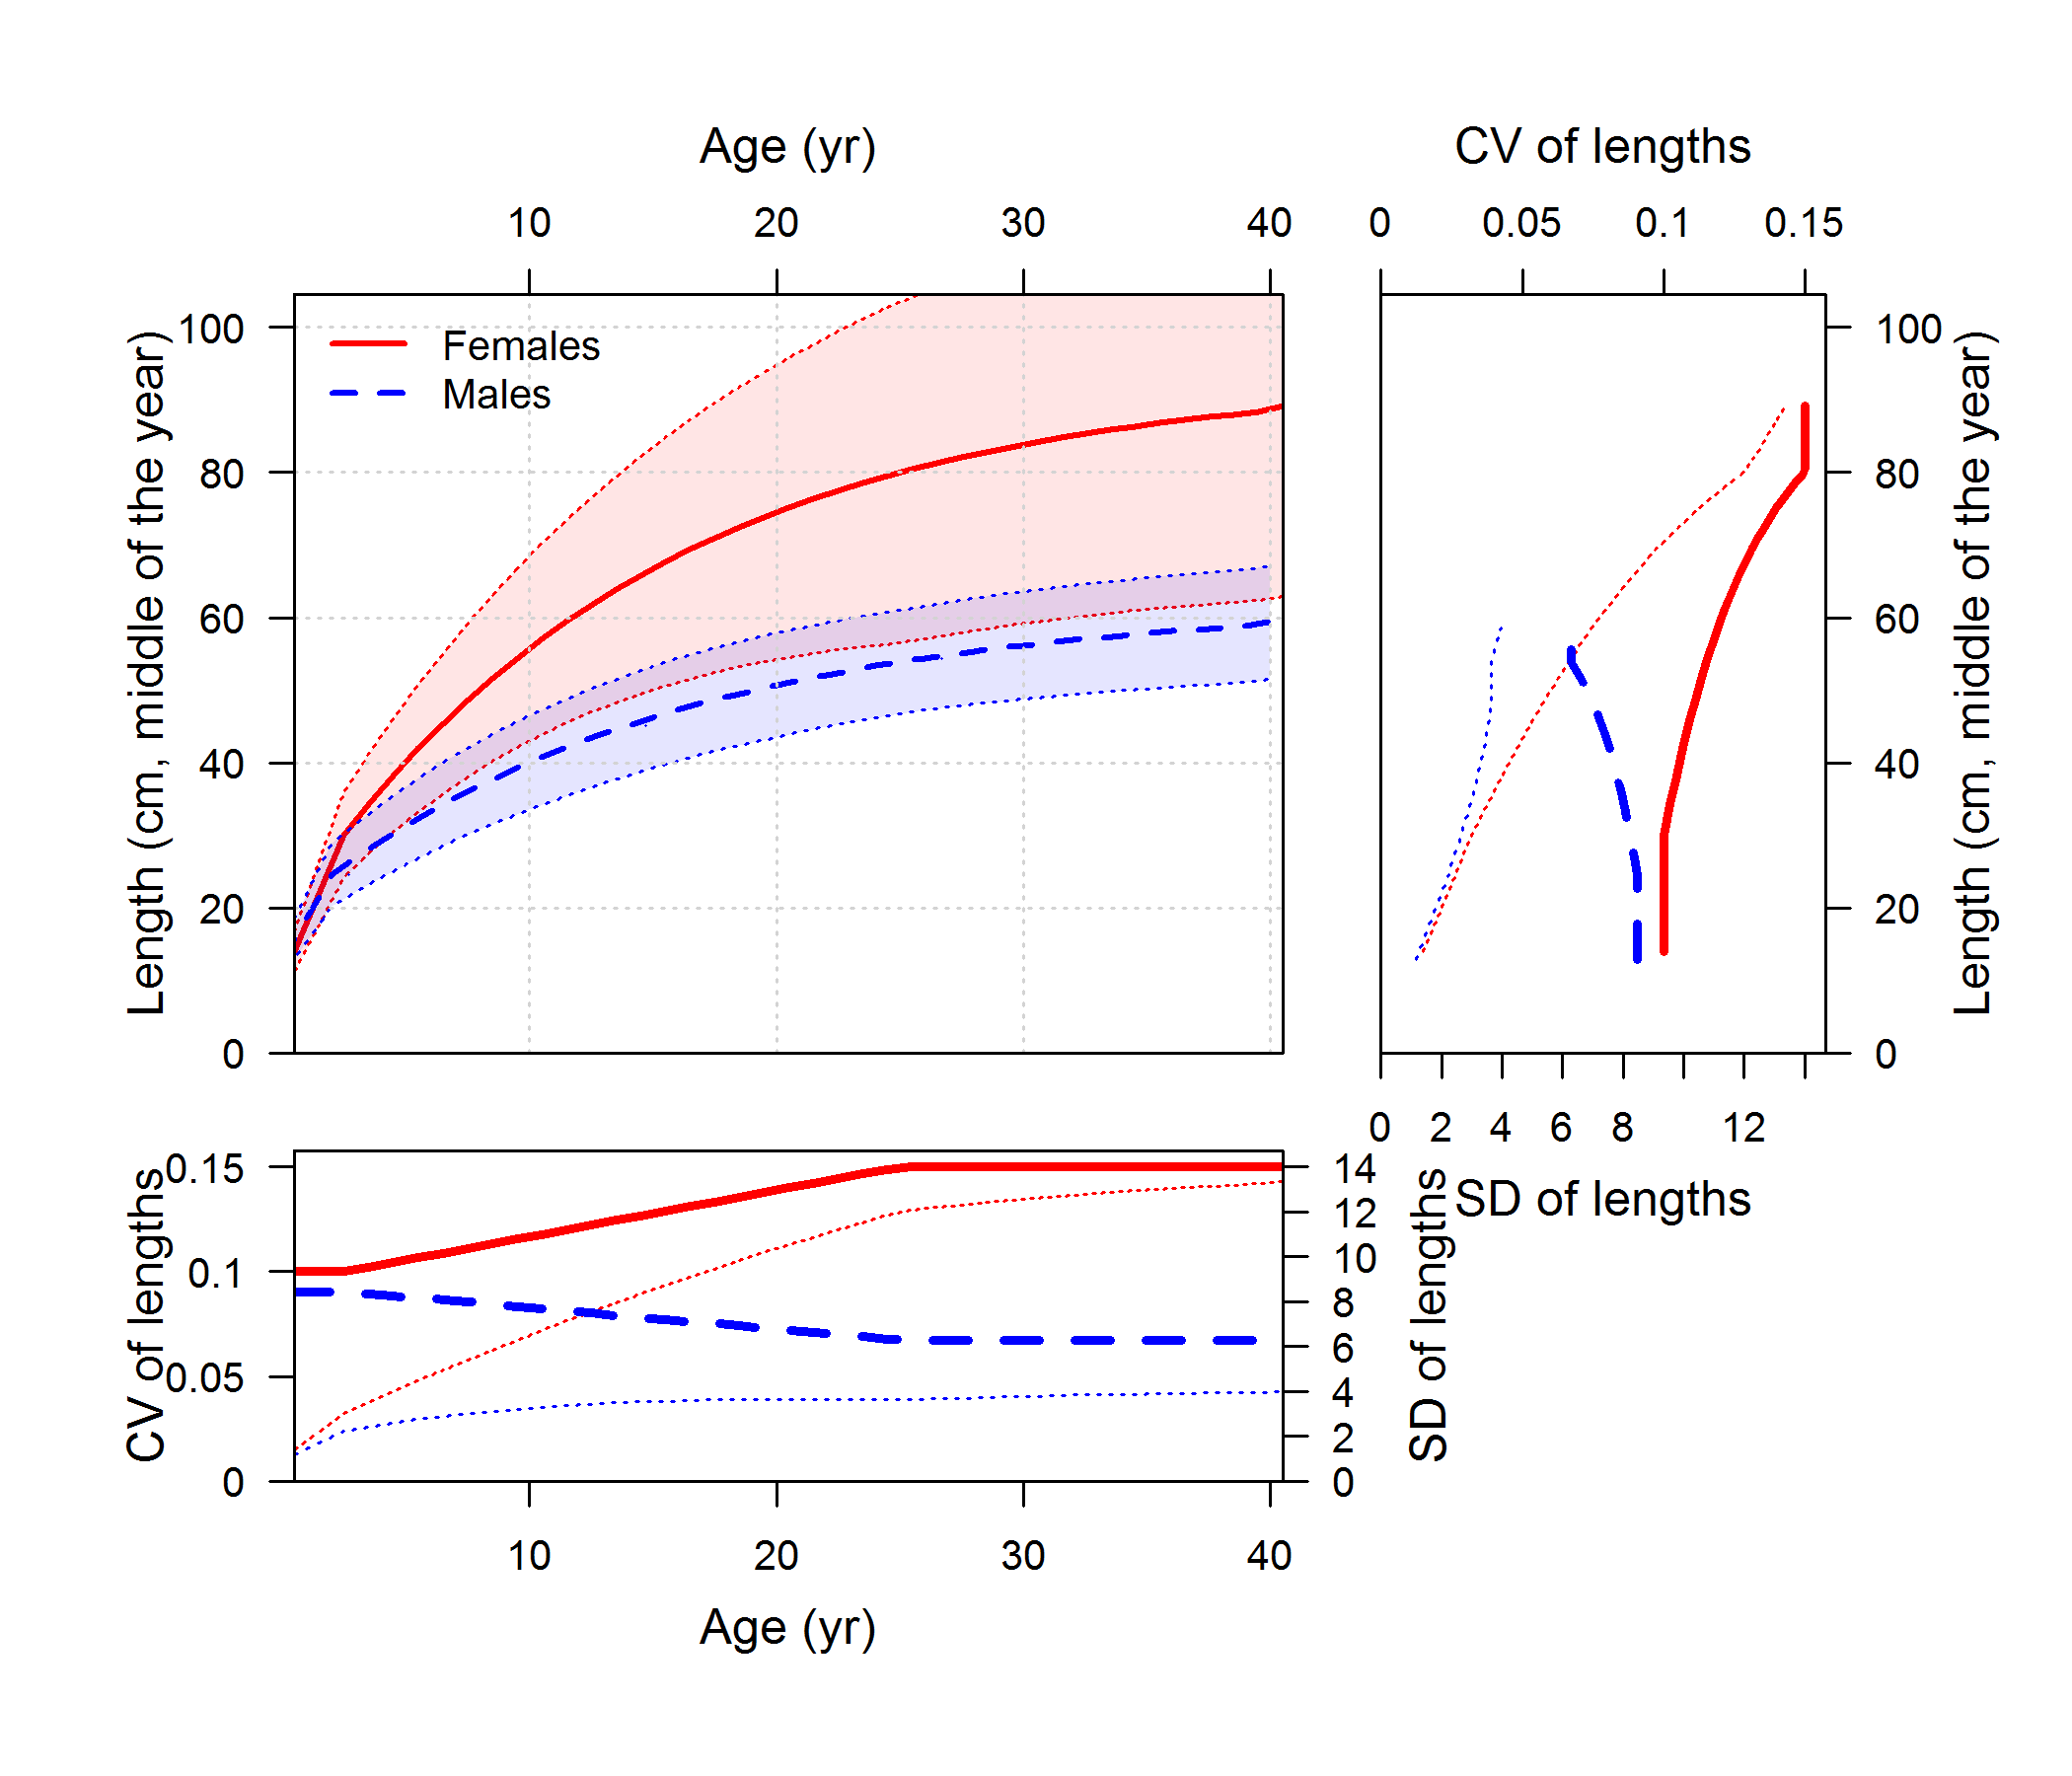 Age (yr)
10 20 30 40
CV of lengths
0 0.05 0.1 0.15
Length (cm, middle of the year)
100
80
60
40
20
0
Females
Males
100
80
60
40
20
0
Length (cm, middle of the year)
0 2 4 6 8 12
SD of lengths
CV of lengths
0.15
0.1
0.05
0
14
12
10
8
6
4
2
0
SD of lengths
10 20 30 40
Age (yr)